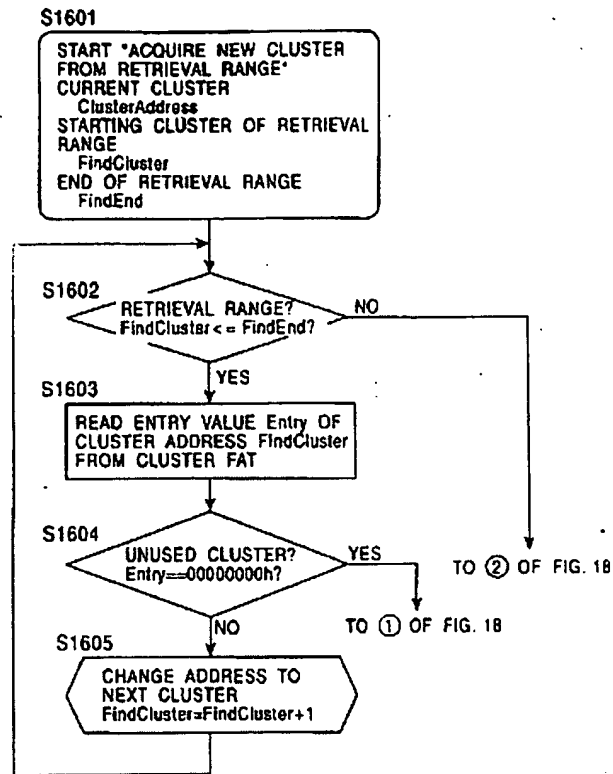 S1601
START "ACQUIRE NEW CLUSTER
FROM RETRIEVAL RANGE"
CURRENT CLUSTER
ClusterAddress
STARTING CLUSTER OF RETRIEVAL
RANGE
FindCluster
END OF RETRIEVAL RANGE
FindEnd
S1602
RETRIEVAL RANGE?
FindCluster<=FindEnd?
NO
YES
S1603
READ ENTRY VALUE Entry OF
CLUSTER ADDRESS FindCluster
FROM CLUSTER FAT
S1604
UNUSED CLUSTER?
Entry==00000000h?
YES
TO ② OF FIG. 18
NO
TO ① OF FIG. 18
S1605
CHANGE ADDRESS TO
NEXT CLUSTER
FindCluster=FindCluster+1